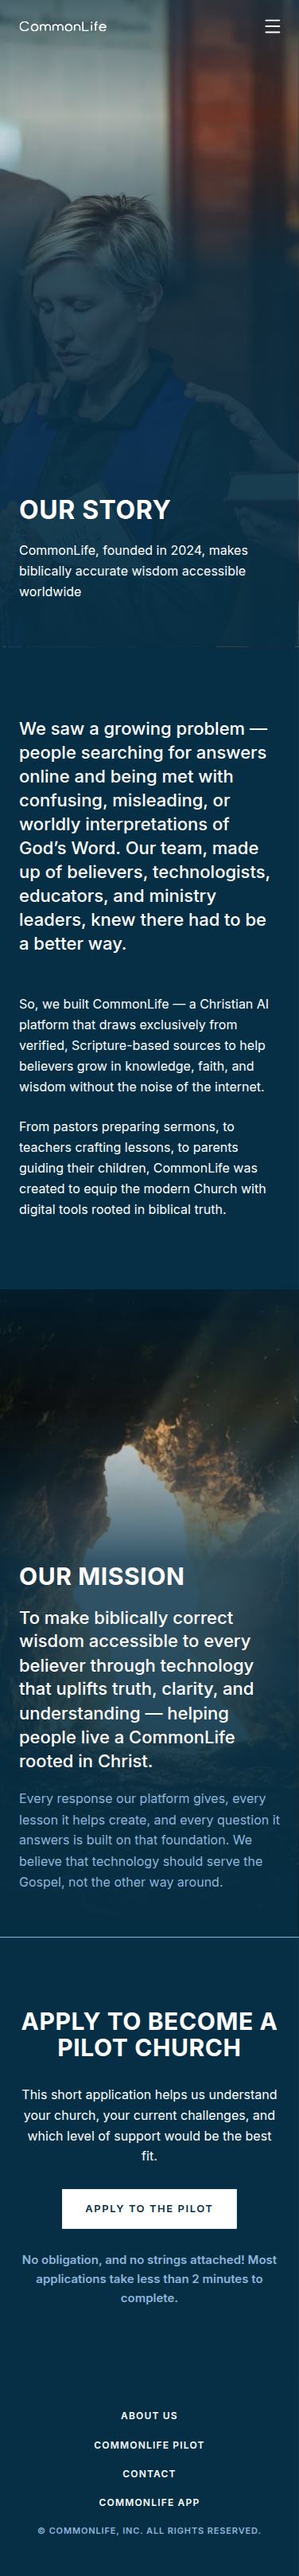 CommonLife
OUR STORY
CommonLife, founded in 2024, makes
biblically accurate wisdom accessible
worldwide
We saw a growing problem —
people searching for answers
online and being met with
confusing, misleading, or
worldly interpretations of
God’s Word. Our team, made
up of believers, technologists,
educators, and ministry
leaders, knew there had to be
a better way.
So, we built CommonLife — a Christian AI
platform that draws exclusively from
verified, Scripture-based sources to help
believers grow in knowledge, faith, and
wisdom without the noise of the internet.
From pastors preparing sermons, to
teachers crafting lessons, to parents
guiding their children, CommonLife was
created to equip the modern Church with
digital tools rooted in biblical truth.
OUR MISSION
To make biblically correct
wisdom accessible to every
believer through technology
that uplifts truth, clarity, and
understanding — helping
people live a CommonLife
rooted in Christ.
Every response our platform gives, every
lesson it helps create, and every question it
answers is built on that foundation. We
believe that technology should serve the
Gospel, not the other way around.
APPLY TO BECOME A
PILOT CHURCH
This short application helps us understand
your church, your current challenges, and
which level of support would be the best
fit.
APPLY TO THE PILOT
No obligation, and no strings attached! Most
applications take less than 2 minutes to
complete.
ABOUT US
COMMONLIFE PILOT
CONTACT
COMMONLIFE APP
© COMMONLIFE, INC. ALL RIGHTS RESERVED.